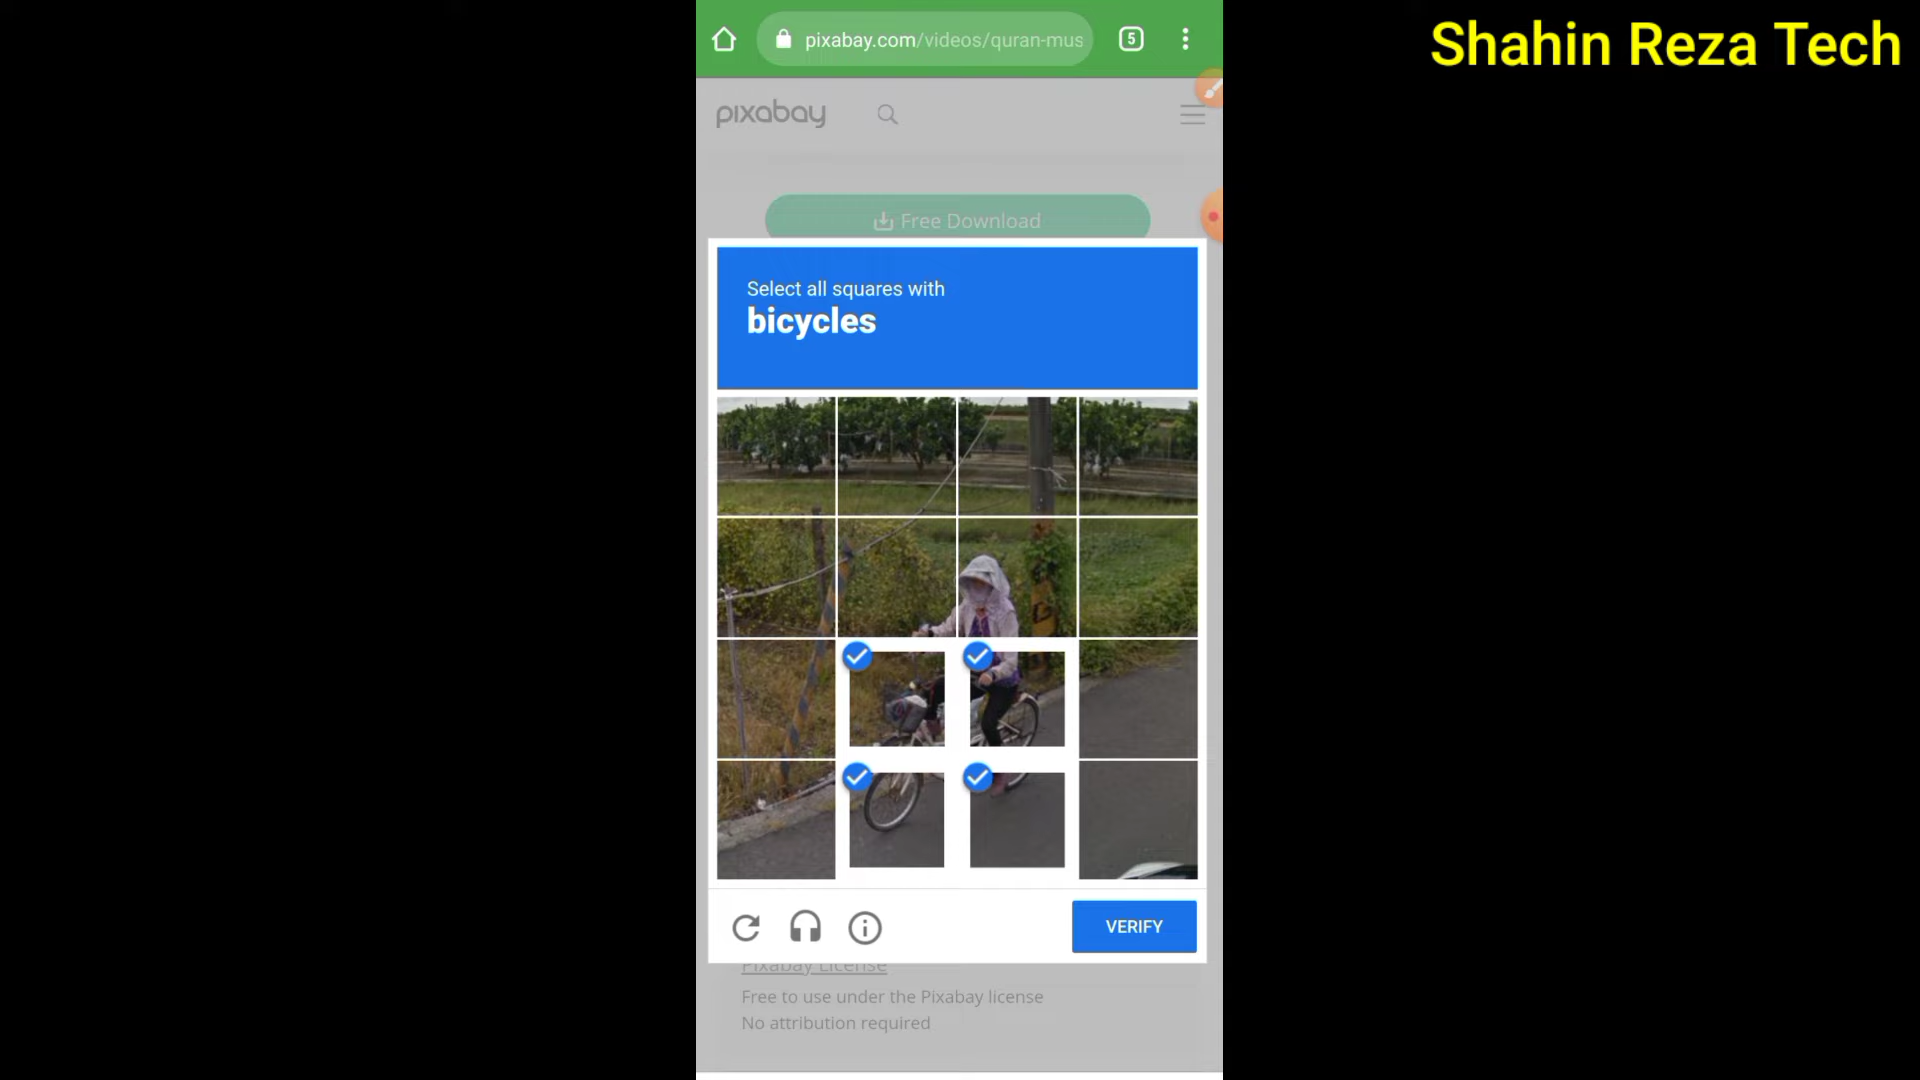 Shahin Reza Tech
pixabay.com/videos/quran-mus
5
pixabay
Free Download
Select all squares with
bicycles
VERIFY
Pixabay License
Free to use under the Pixabay license
No attribution required